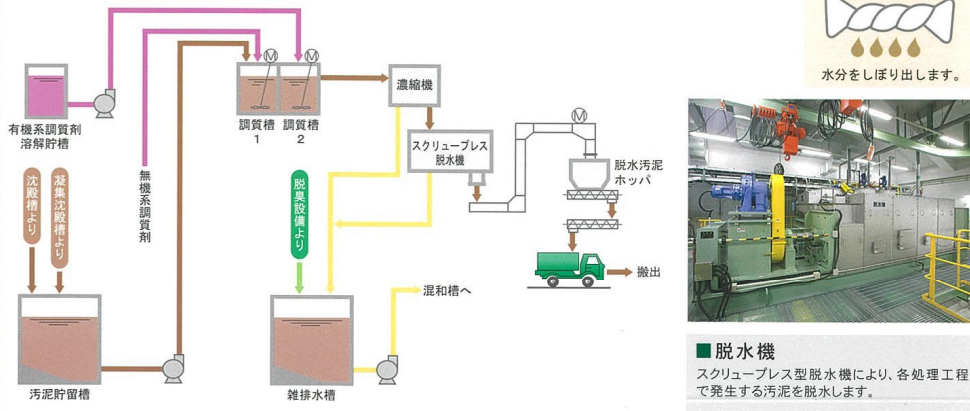 有機系調質剤
溶解貯槽
沈殿槽より
凝集沈殿槽より
無機系調質剤
汚泥貯留槽
M
M
調質槽
1
調質槽
2
濃縮機
スクリュープレス
脱水機
脱臭設備より
雑排水槽
混和槽へ
M
脱水汚泥
ホッパ
搬出
水分をしぼり出します。
脱水機
■脱水機
スクリュープレス型脱水機により、各処理工程
で発生する汚泥を脱水します。